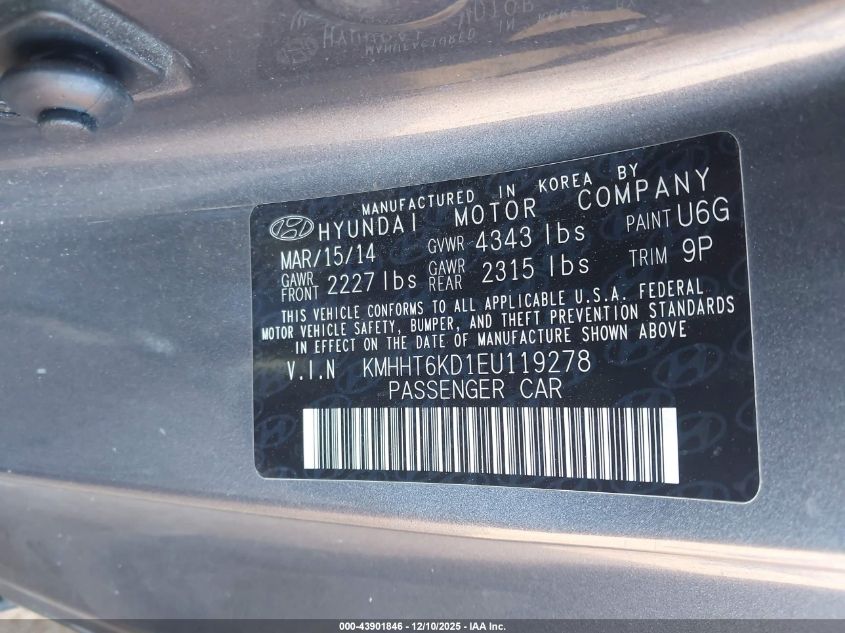 MANUFACTURED IN KOREA BY
HYUNDAI MOTOR COMPANY
MAR/15/14 GVWR 4343 lbs PAINT U6G
GAWR FRONT 2227 lbs GAWR REAR 2315 lbs TRIM 9P
THIS VEHICLE CONFORMS TO ALL APPLICABLE U.S.A. FEDERAL
MOTOR VEHICLE SAFETY, BUMPER, AND THEFT PREVENTION STANDARDS
IN EFFECT ON THE DATE OF MANUFACTURE SHOWN ABOVE
V.I.N KMHHT6KD1EU119278
PASSENGER CAR
000-43901846 - 12/10/2025 - IAA Inc.